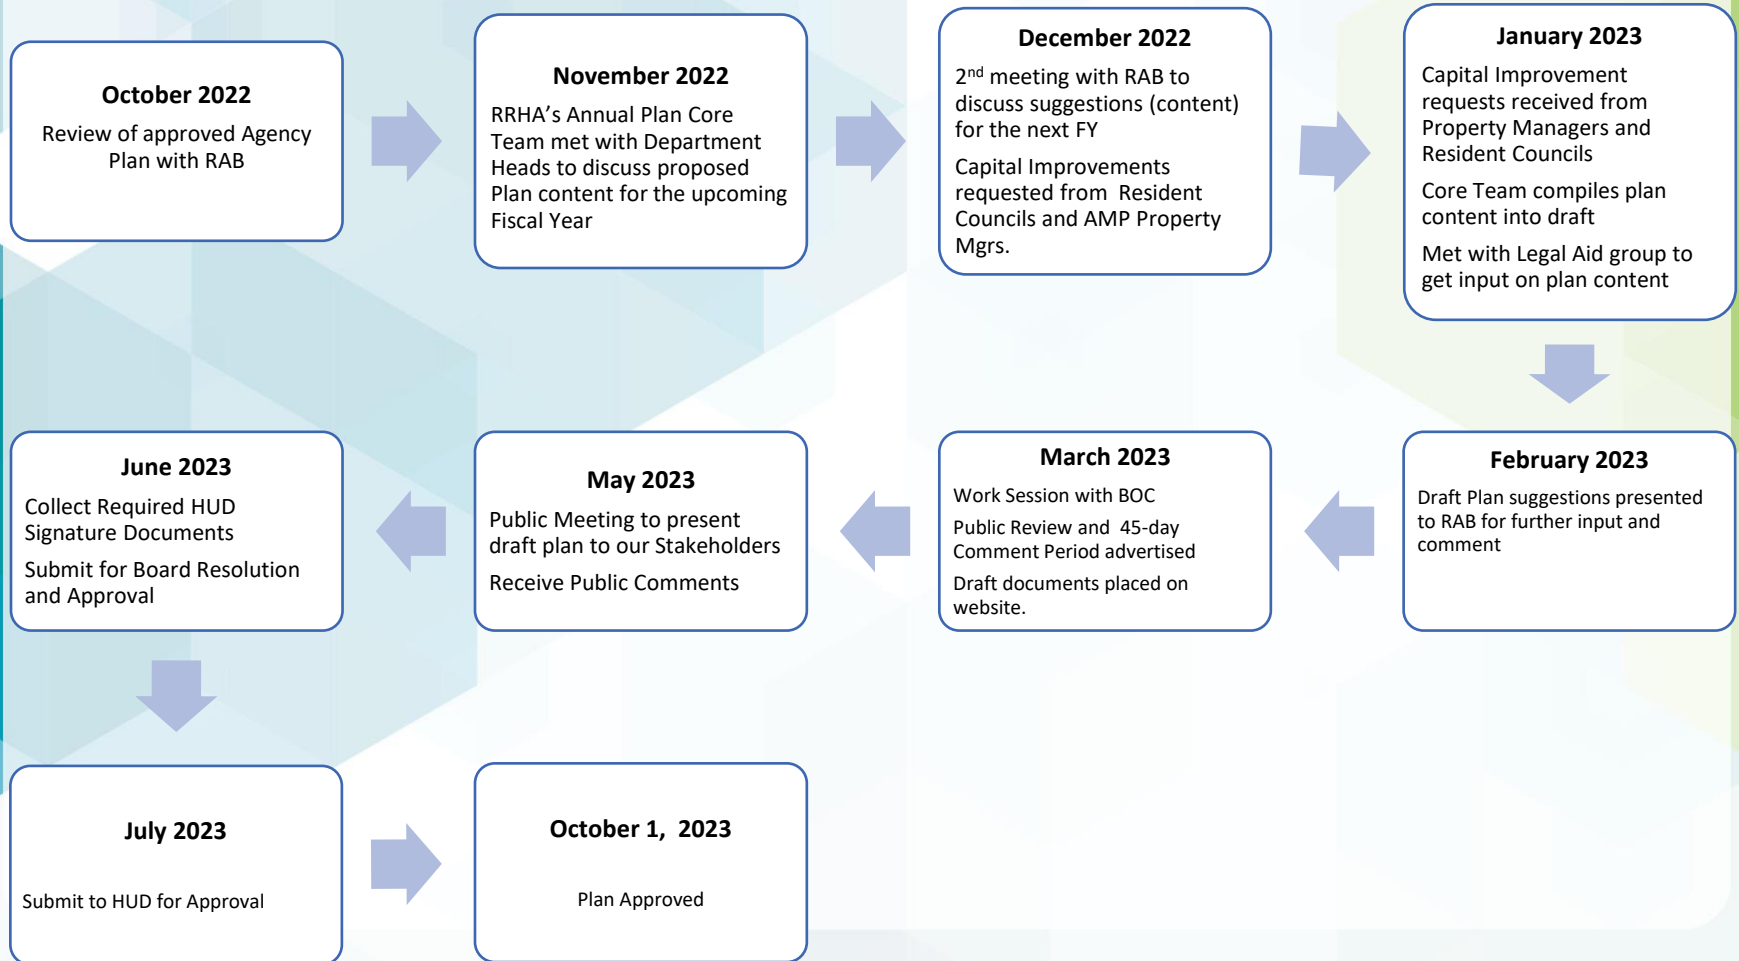 October 2022
Review of approved Agency
Plan with RAB
November 2022
RRHA’s Annual Plan Core
Team met with Department
Heads to discuss proposed
Plan content for the upcoming
Fiscal Year
December 2022
2nd meeting with RAB to
discuss suggestions (content)
for the next FY
Capital Improvements
requested from Resident
Councils and AMP Property
Mgrs.
January 2023
Capital Improvement
requests received from
Property Managers and
Resident Councils
Core Team compiles plan
content into draft
Met with Legal Aid group to
get input on plan content
February 2023
Draft Plan suggestions presented
to RAB for further input and
comment
March 2023
Work Session with BOC
Public Review and 45-day
Comment Period advertised
Draft documents placed on
website.
May 2023
Public Meeting to present
draft plan to our Stakeholders
Receive Public Comments
June 2023
Collect Required HUD
Signature Documents
Submit for Board Resolution
and Approval
July 2023
Submit to HUD for Approval
October 1, 2023
Plan Approved